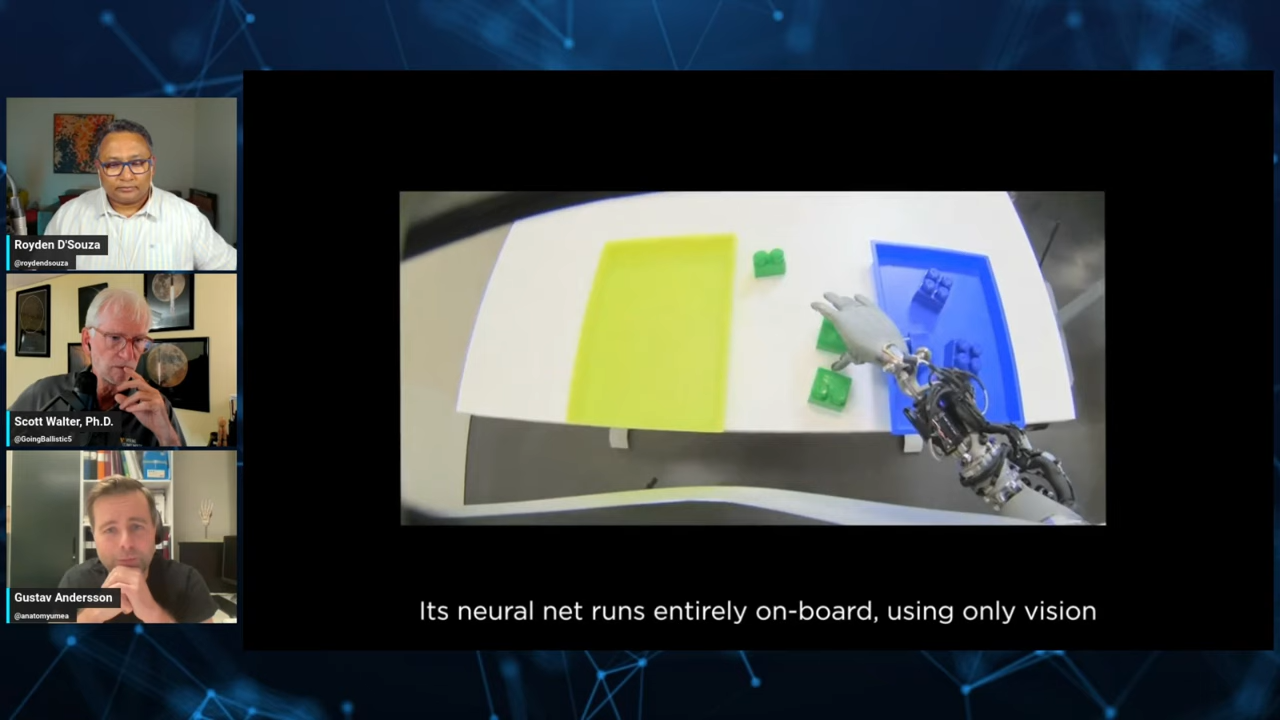 Royden D'Souza
@roydendsouza
Scott Walter, Ph.D.
@GoingBallistic5
Gustav Andersson
@anatomyumea
Its neural net runs entirely on-board, using only vision